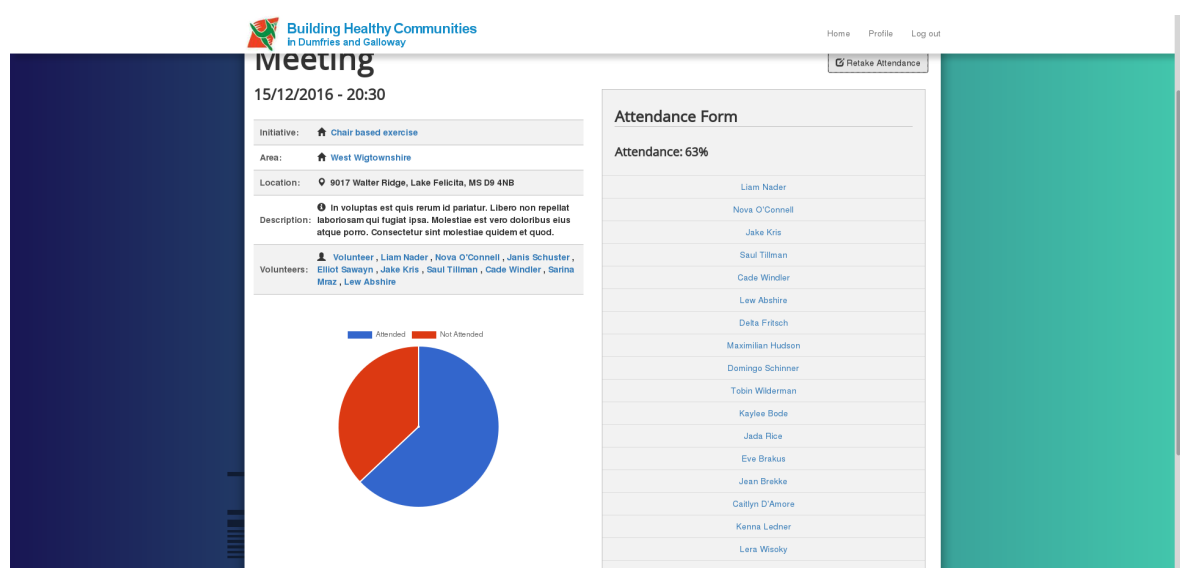 Building Healthy Communities
in Dumfries and Galloway
Home Profile Log out
Meeting
Retake Attendance
15/12/2016 - 20:30
Initiative: Chair based exercise
Area: West Wigtownshire
Location: 9017 Walter Ridge, Lake Felicita, MS D9 4NB
Description: In voluptas est quis rerum id pariatur. Libero non repellat
laboriosam qui fugiat ipsa. Molestiae est vero doloribus eius
atque porro. Consectetur sint molestiae quidem et quod.
Volunteers: Volunteer , Liam Nader , Nova O'Connell , Janis Schuster ,
Elliot Sawayn , Jake Kris , Saul Tillman , Cade Windler , Sarina
Mraz , Lew Abshire
Attended Not Attended
Attendance Form
Attendance: 63%
Liam Nader
Nova O'Connell
Jake Kris
Saul Tillman
Cade Windler
Lew Abshire
Delta Fritsch
Maximilian Hudson
Domingo Schinner
Tobin Wilderman
Kaylee Bode
Jada Rice
Eve Brakus
Jean Brekke
Caitlyn D'Amore
Kenna Ledner
Lera Wisoky